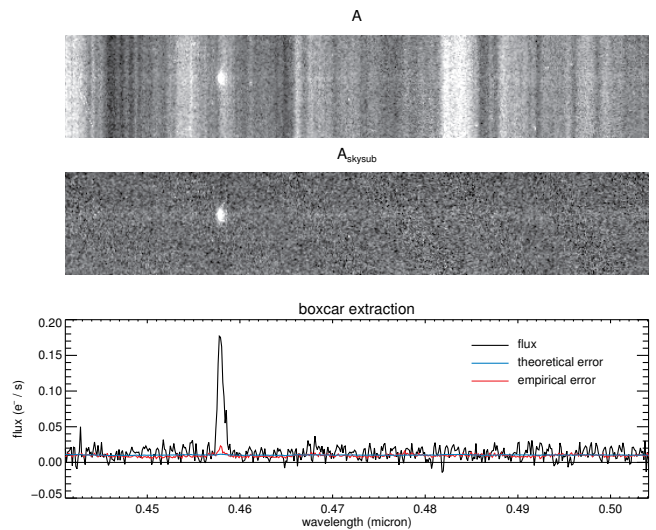 A
A_skysub
boxcar extraction
0.20
0.15
0.10
0.05
0.00
−0.05
flux (e⁻ / s)
flux
theoretical error
empirical error
0.45 0.46 0.47 0.48 0.49 0.50
wavelength (micron)